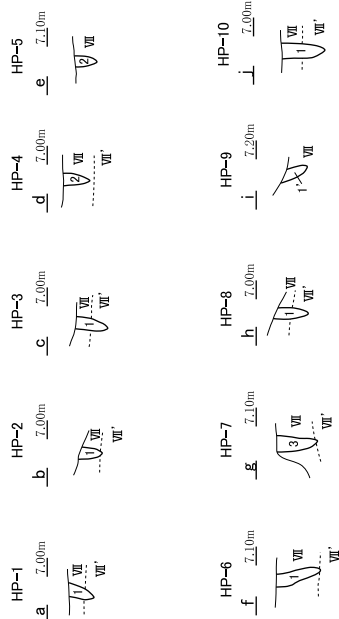 HP-1
a 7.00m
1 Ⅶ
Ⅶ'
HP-2
b 7.00m
1 Ⅶ
Ⅶ'
HP-3
c 7.00m
1 Ⅶ
Ⅶ'
HP-4
d 7.00m
2 Ⅶ
Ⅶ'
HP-5
e 7.10m
2 Ⅶ
HP-6
f 7.10m
1 Ⅶ
Ⅶ'
HP-7
g 7.10m
3 Ⅶ
Ⅶ'
HP-8
h 7.00m
1 Ⅶ
Ⅶ'
HP-9
i 7.20m
1' Ⅶ
HP-10
j 7.00m
1 Ⅶ
Ⅶ'